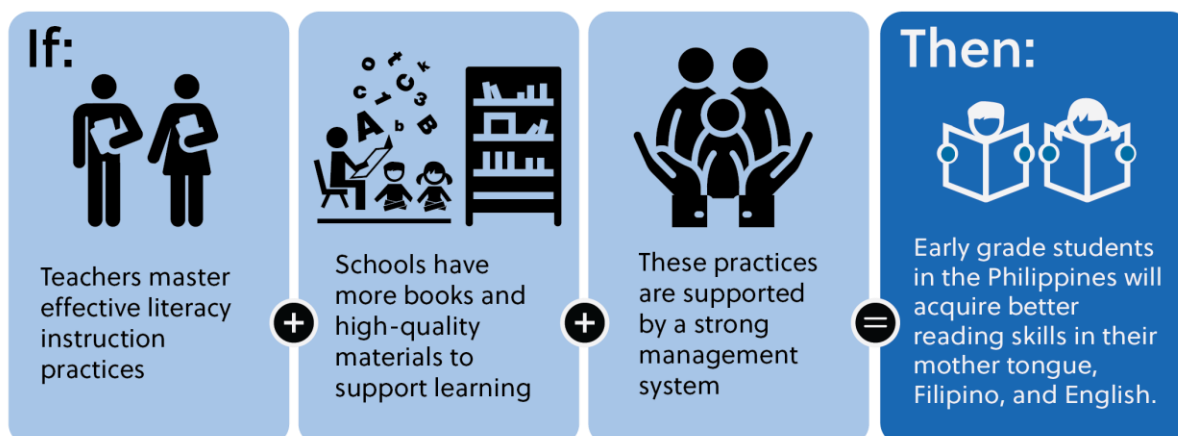 If:
Teachers master
effective literacy
instruction
practices
+
o t k
c 1 C 3
A b B
Schools have
more books and
high-quality
materials to
support learning
+
These practices
are supported
by a strong
management
system
=
Then:
Early grade students
in the Philippines will
acquire better
reading skills in their
mother tongue,
Filipino, and English.